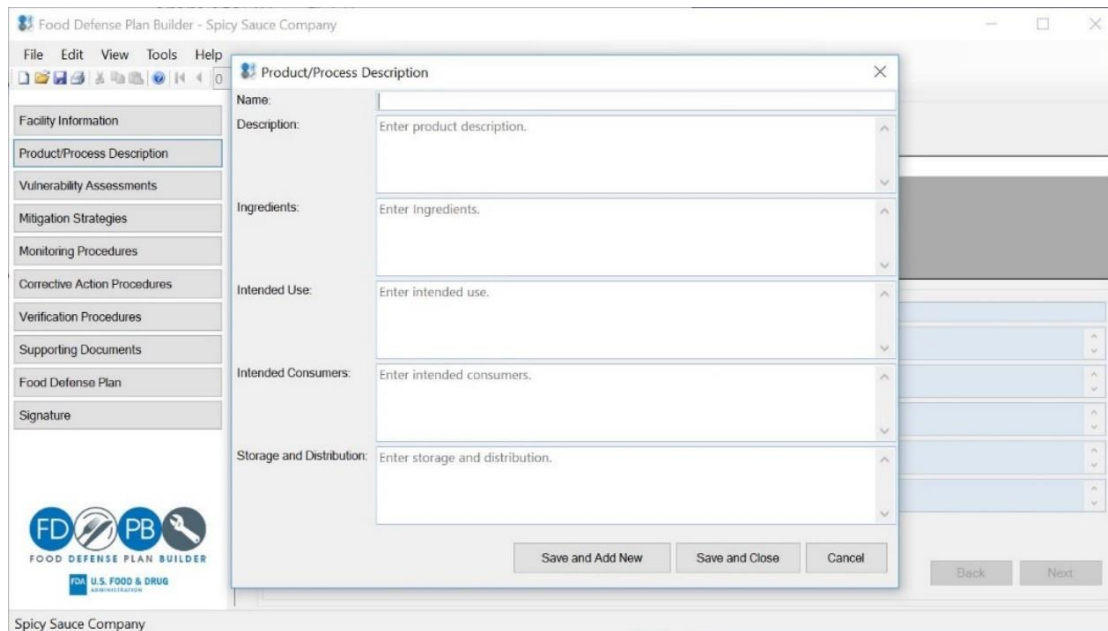 Food Defense Plan Builder - Spicy Sauce Company
File Edit View Tools Help
0
Facility Information
Product/Process Description
Vulnerability Assessments
Mitigation Strategies
Monitoring Procedures
Corrective Action Procedures
Verification Procedures
Supporting Documents
Food Defense Plan
Signature
FD PB
FOOD DEFENSE PLAN BUILDER
FDA U.S. FOOD & DRUG
ADMINISTRATION
Product/Process Description
Name:
Description: Enter product description.
Ingredients: Enter Ingredients.
Intended Use: Enter intended use.
Intended Consumers: Enter intended consumers.
Storage and Distribution: Enter storage and distribution.
Save and Add New Save and Close Cancel
Back Next
Spicy Sauce Company